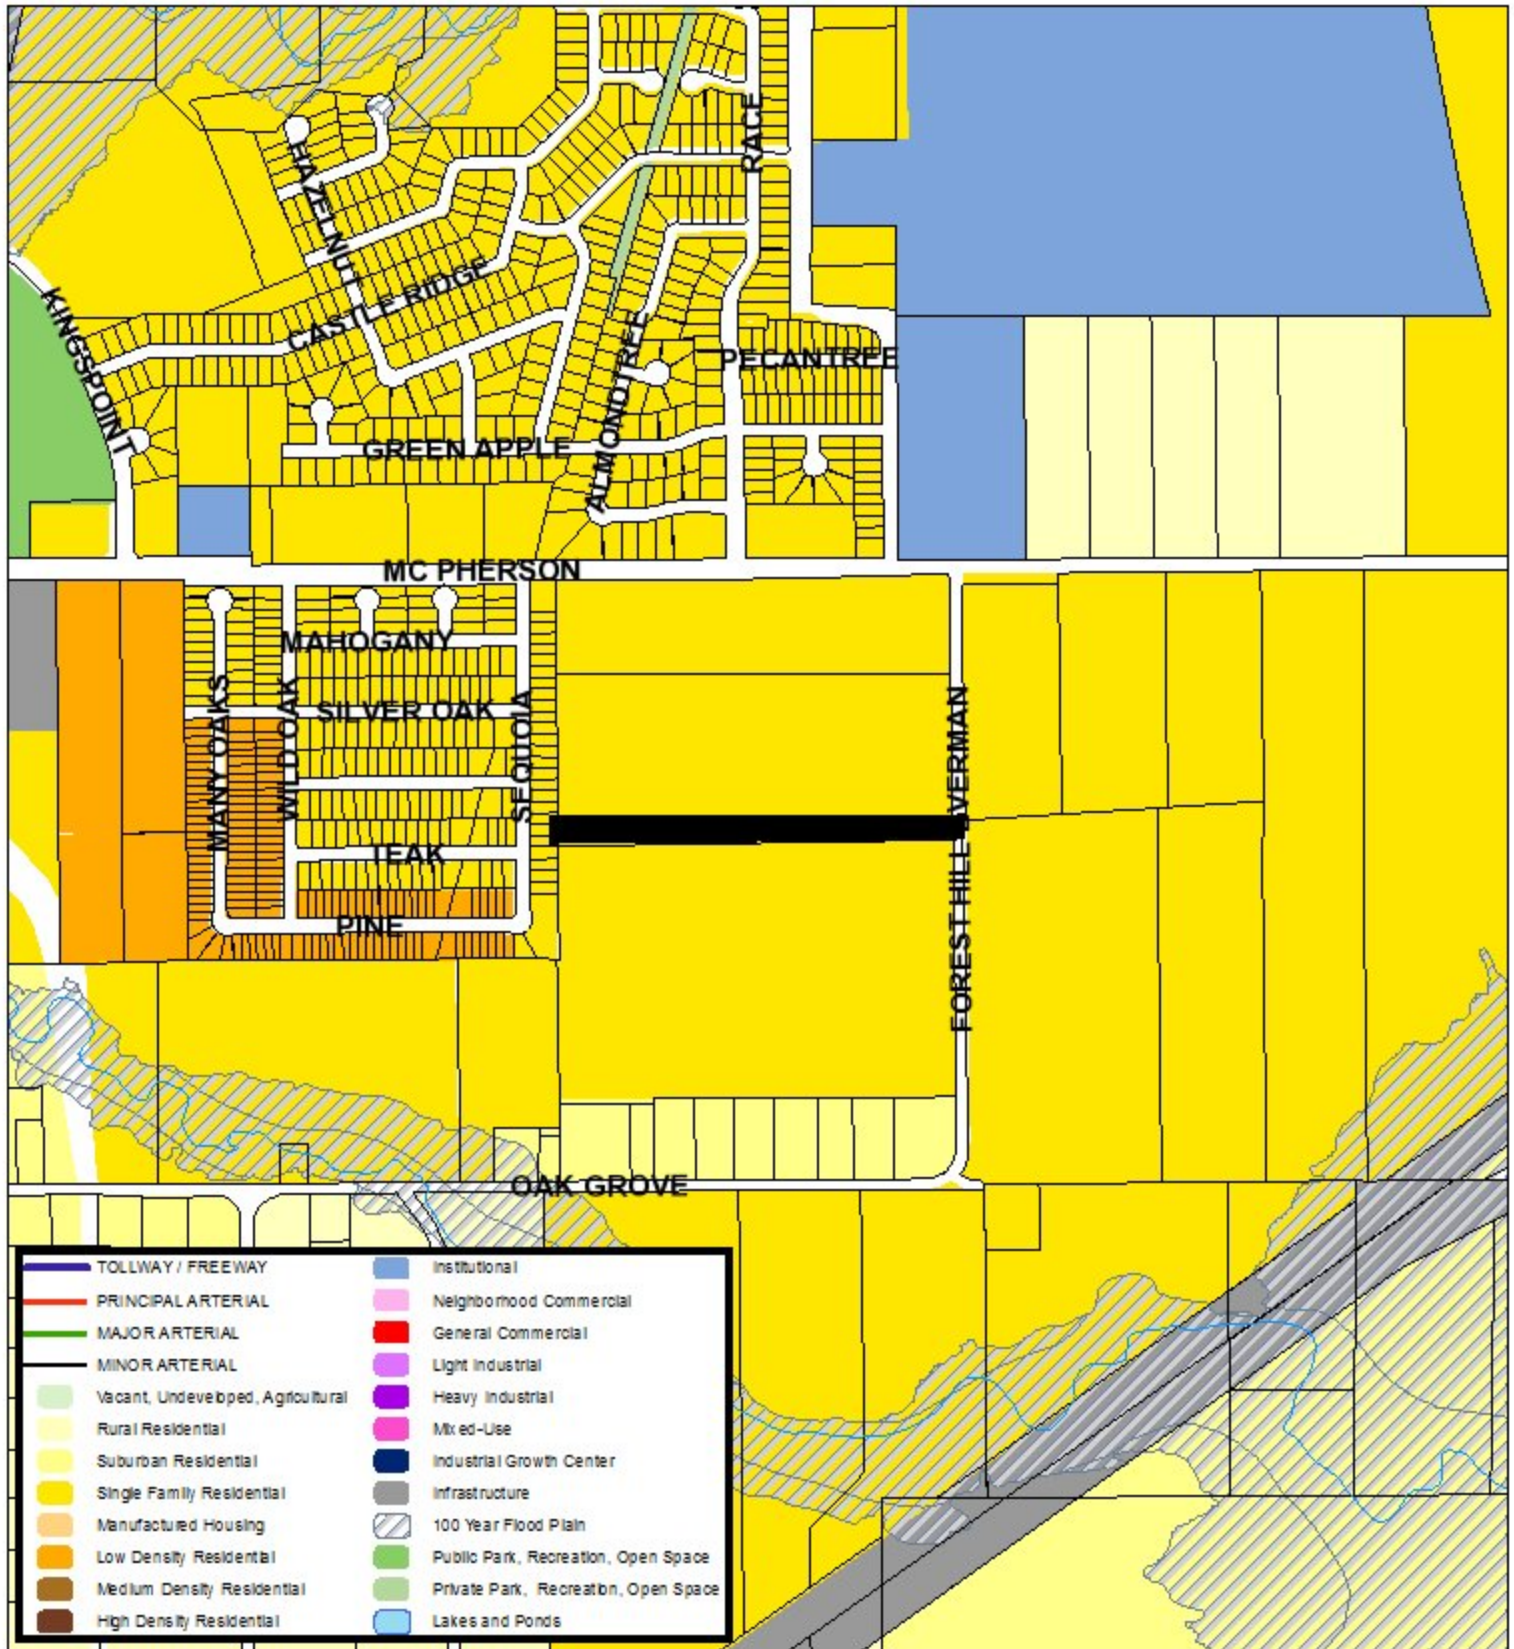 RACE
HAZELNUT
CASTLE RIDGE
KINGSPOINT
ALMONDTREE
PECANTREE
GREEN APPLE
MC PHERSON
MAHOGANY
MANY OAKS
WILD OAK
SILVER OAK
SEQUOIA
FOREST HILL EVERMAN
TEAK
PINE
OAK GROVE
TOLLWAY / FREEWAY
PRINCIPAL ARTERIAL
MAJOR ARTERIAL
MINOR ARTERIAL
Vacant, Undeveloped, Agricultural
Rural Residential
Suburban Residential
Single Family Residential
Manufactured Housing
Low Density Residential
Medium Density Residential
High Density Residential
Institutional
Neighborhood Commercial
General Commercial
Light Industrial
Heavy Industrial
Mixed-Use
Industrial Growth Center
Infrastructure
100 Year Flood Plain
Public Park, Recreation, Open Space
Private Park, Recreation, Open Space
Lakes and Ponds